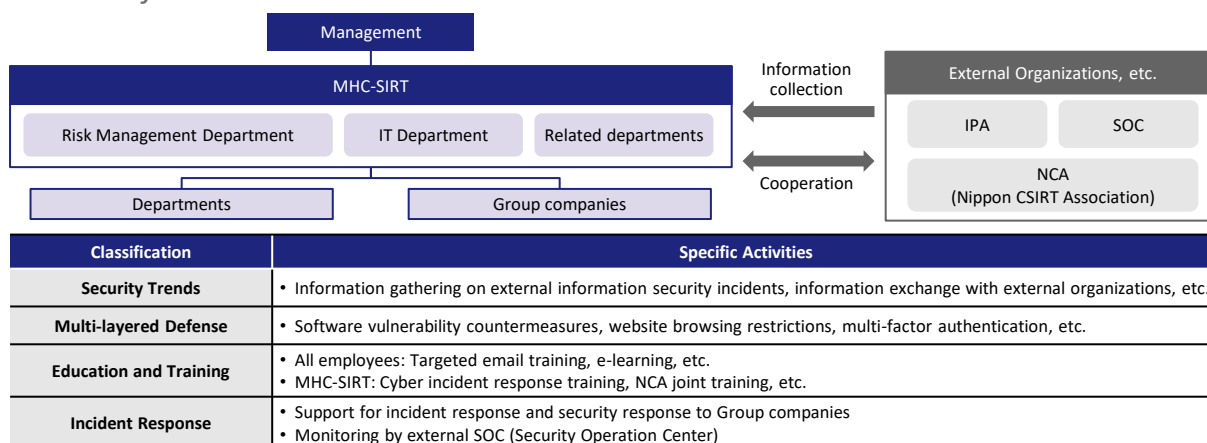 Management
MHC-SIRT
Risk Management Department
IT Department
Related departments
Departments
Group companies
Information
collection
Cooperation
External Organizations, etc.
IPA
SOC
NCA
(Nippon CSIRT Association)
Classification
Specific Activities
Security Trends
• Information gathering on external information security incidents, information exchange with external organizations, etc.
Multi-layered Defense
• Software vulnerability countermeasures, website browsing restrictions, multi-factor authentication, etc.
Education and Training
• All employees: Targeted email training, e-learning, etc.
• MHC-SIRT: Cyber incident response training, NCA joint training, etc.
Incident Response
• Support for incident response and security response to Group companies
• Monitoring by external SOC (Security Operation Center)